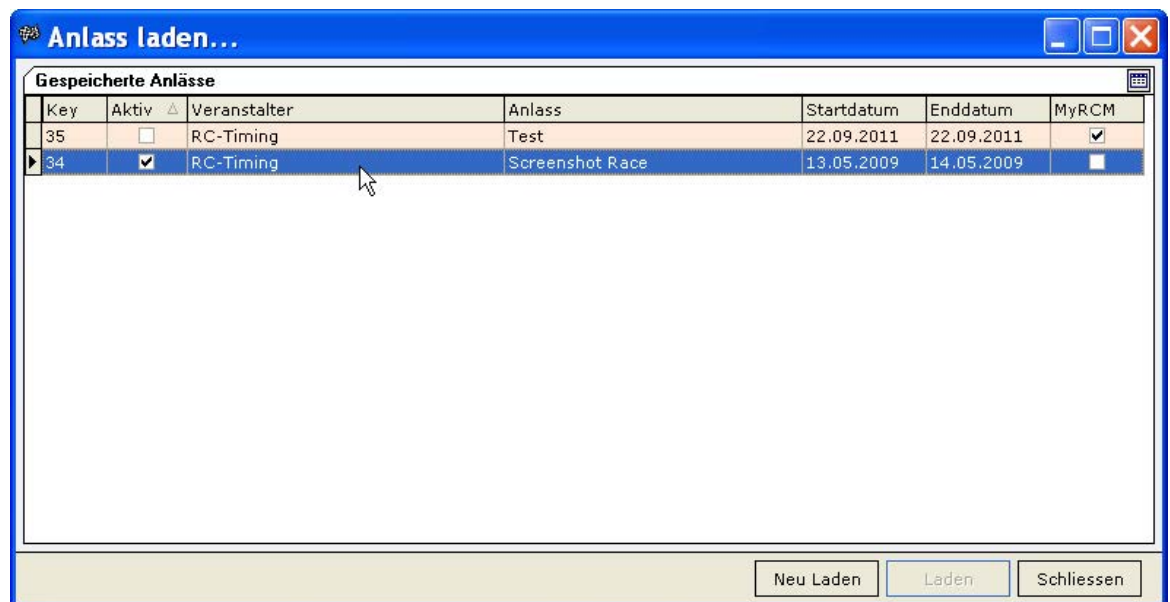 Anlass laden...
Gespeicherte Anlässe
Key Aktiv Veranstalter Anlass Startdatum Enddatum MyRCM
35 RC-Timing Test 22.09.2011 22.09.2011
34 RC-Timing Screenshot Race 13.05.2009 14.05.2009
Neu Laden Laden Schliessen